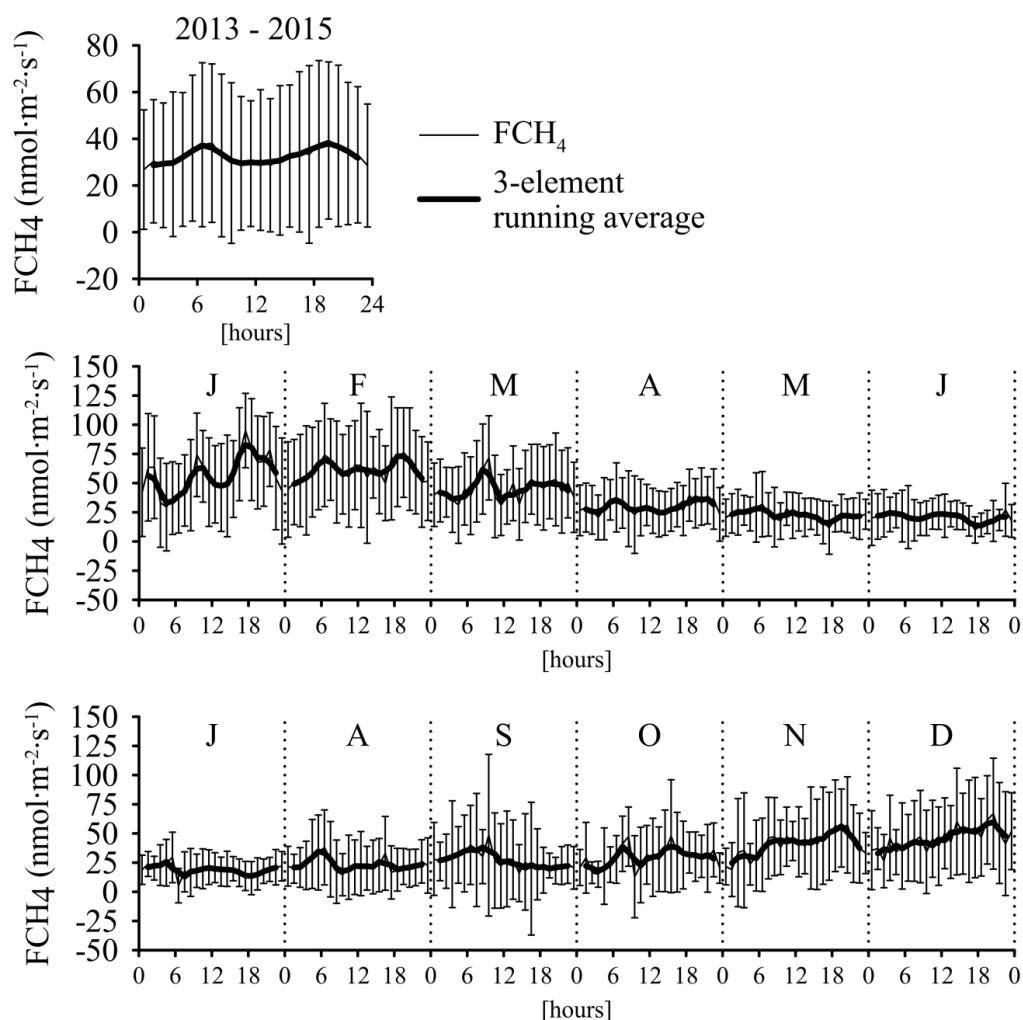 2013 - 2015
FCH4 (nmol·m⁻²·s⁻¹)
80
60
40
20
0
-20
0 6 12 18 24
[hours]
FCH₄
3-element
running average
FCH4 (nmol·m⁻²·s⁻¹)
150
125
100
75
50
25
0
-25
-50
J F M A M J
0 6 12 18 0 6 12 18 0 6 12 18 0 6 12 18 0 6 12 18 0 6 12 18 0
[hours]
FCH4 (nmol·m⁻²·s⁻¹)
150
125
100
75
50
25
0
-25
-50
J A S O N D
0 6 12 18 0 6 12 18 0 6 12 18 0 6 12 18 0 6 12 18 0 6 12 18 0
[hours]